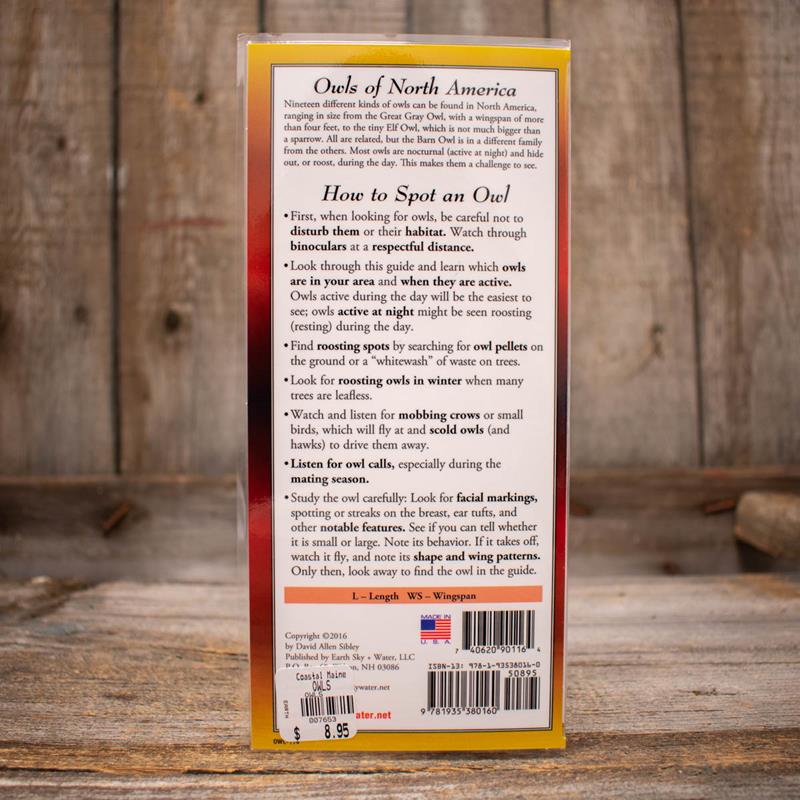 Owls of North America
Nineteen different kinds of owls can be found in North America,
ranging in size from the Great Gray Owl, with a wingspan of more
than four feet, to the tiny Elf Owl, which is not much bigger than
a sparrow. All are related, but the Barn Owl is in a different family
from the others. Most owls are nocturnal (active at night) and hide
out, or roost, during the day. This makes them a challenge to see.
How to Spot an Owl
• First, when looking for owls, be careful not to
disturb them or their habitat. Watch through
binoculars at a respectful distance.
• Look through this guide and learn which owls
are in your area and when they are active.
Owls active during the day will be the easiest to
see; owls active at night might be seen roosting
(resting) during the day.
• Find roosting spots by searching for owl pellets on
the ground or a “whitewash” of waste on trees.
• Look for roosting owls in winter when many
trees are leafless.
• Watch and listen for mobbing crows or small
birds, which will fly at and scold owls (and
hawks) to drive them away.
• Listen for owl calls, especially during the
mating season.
• Study the owl carefully: Look for facial markings,
spotting or streaks on the breast, ear tufts, and
other notable features. See if you can tell whether
it is small or large. Note its behavior. If it takes off,
watch it fly, and note its shape and wing patterns.
Only then, look away to find the owl in the guide.
L – Length WS – Wingspan
MADE IN
U.S.A.
7 40620 90116 4
Copyright ©2016
by David Allen Sibley
Published by Earth Sky + Water, LLC
NH 03086
ywater.net
water.net
ISBN-13: 978-1-93538016-0
50895
9 781935 380160
Coastal Maine
OWLS
OWLS
EARTH
007653
$ 8.95